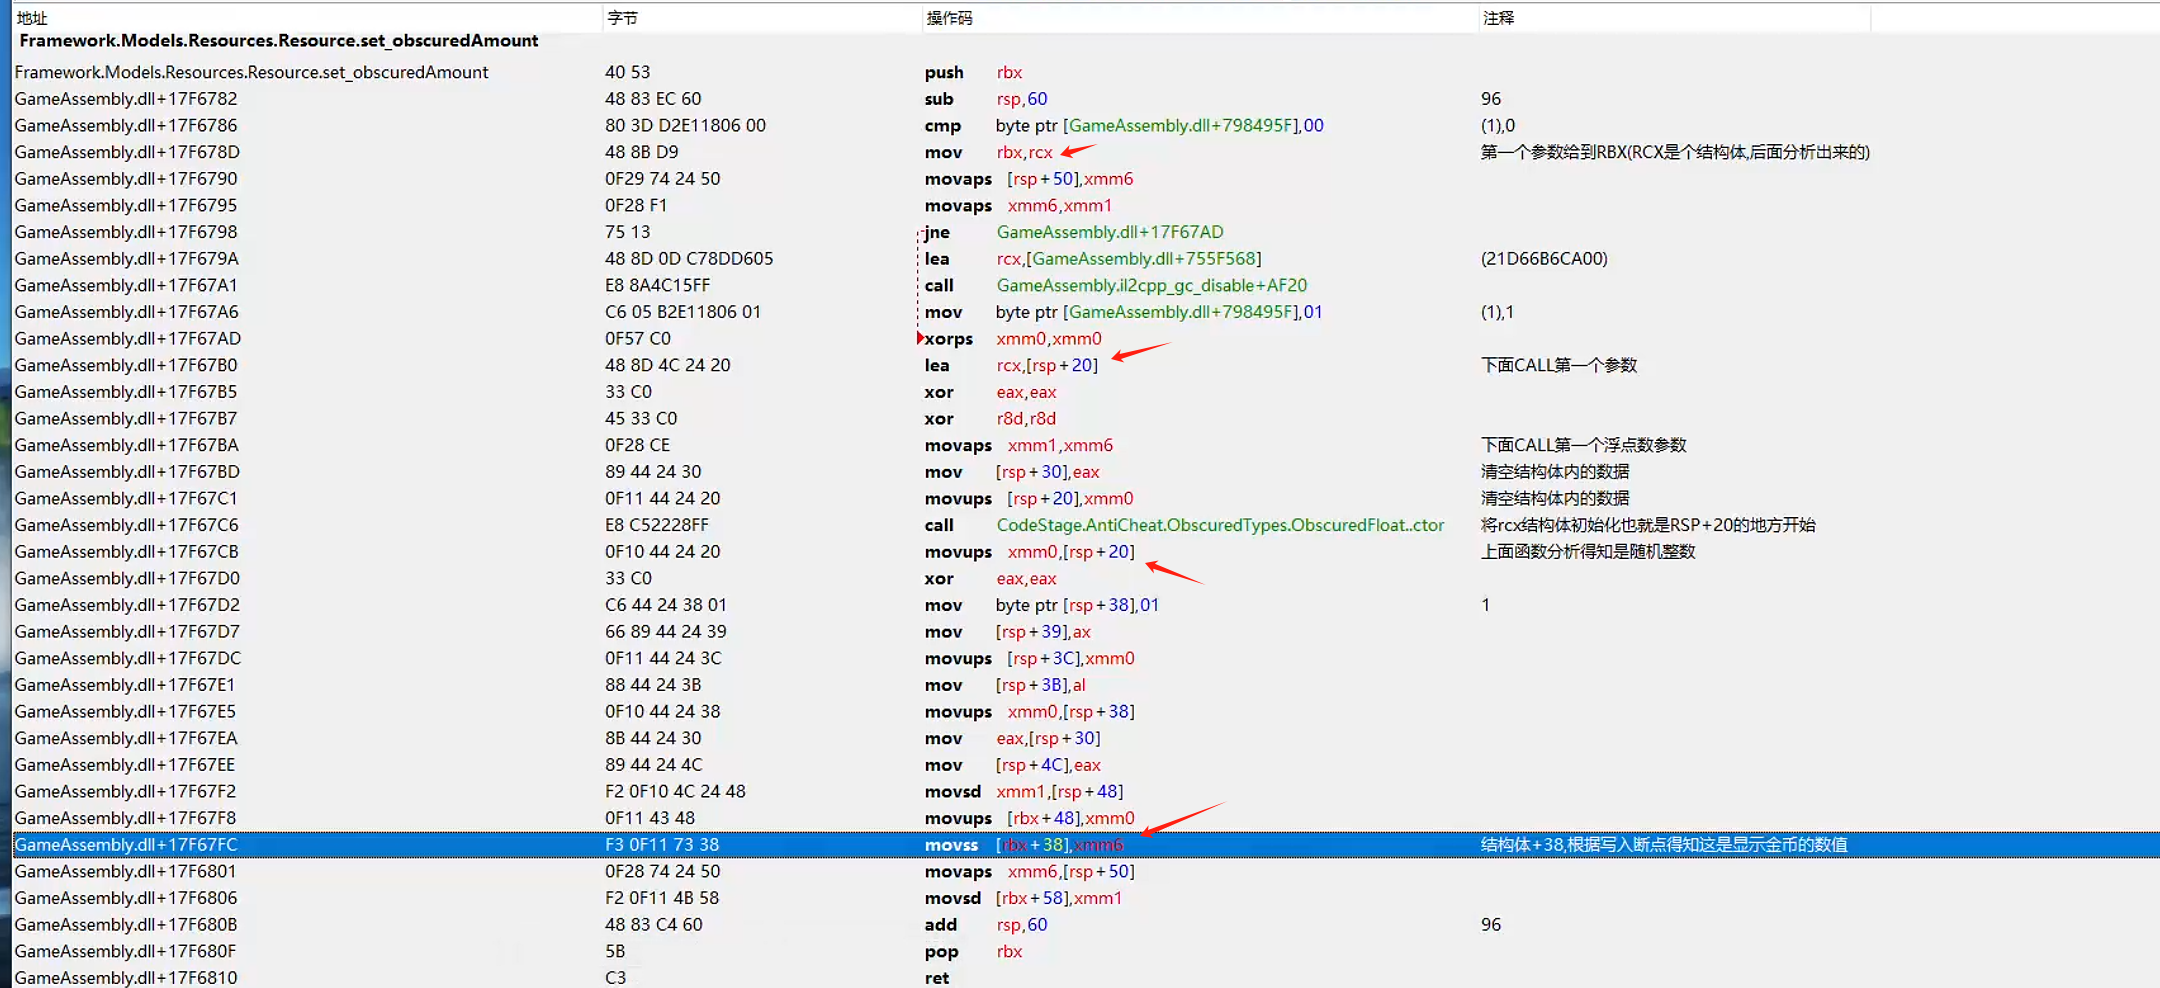 地址 字节 操作码 注释
Framework.Models.Resources.Resource.set_obscuredAmount
Framework.Models.Resources.Resource.set_obscuredAmount 40 53 push rbx
GameAssembly.dll+17F6782 48 83 EC 60 sub rsp,60 96
GameAssembly.dll+17F6786 80 3D D2E11806 00 cmp byte ptr [GameAssembly.dll+798495F],00 (1),0
GameAssembly.dll+17F678D 48 8B D9 mov rbx,rcx 第一个参数给到RBX(RCX是个结构体,后面分析出来的)
GameAssembly.dll+17F6790 0F29 74 24 50 movaps [rsp+50],xmm6
GameAssembly.dll+17F6795 0F28 F1 movaps xmm6,xmm1
GameAssembly.dll+17F6798 75 13 jne GameAssembly.dll+17F67AD
GameAssembly.dll+17F679A 48 8D 0D C78DD605 lea rcx,[GameAssembly.dll+755F568] (21D66B6CA00)
GameAssembly.dll+17F67A1 E8 8A4C15FF call GameAssembly.il2cpp_gc_disable+AF20
GameAssembly.dll+17F67A6 C6 05 B2E11806 01 mov byte ptr [GameAssembly.dll+798495F],01 (1),1
GameAssembly.dll+17F67AD 0F57 C0 xorps xmm0,xmm0
GameAssembly.dll+17F67B0 48 8D 4C 24 20 lea rcx,[rsp+20] 下面CALL第一个参数
GameAssembly.dll+17F67B5 33 C0 xor eax,eax
GameAssembly.dll+17F67B7 45 33 C0 xor r8d,r8d
GameAssembly.dll+17F67BA 0F28 CE movaps xmm1,xmm6 下面CALL第一个浮点数参数
GameAssembly.dll+17F67BD 89 44 24 30 mov [rsp+30],eax 清空结构体内的数据
GameAssembly.dll+17F67C1 0F11 44 24 20 movups [rsp+20],xmm0 清空结构体内的数据
GameAssembly.dll+17F67C6 E8 C52228FF call CodeStage.AntiCheat.ObscuredTypes.ObscuredFloat..ctor 将rcx结构体初始化也就是RSP+20的地方开始
GameAssembly.dll+17F67CB 0F10 44 24 20 movups xmm0,[rsp+20] 上面函数分析得知是随机整数
GameAssembly.dll+17F67D0 33 C0 xor eax,eax
GameAssembly.dll+17F67D2 C6 44 24 38 01 mov byte ptr [rsp+38],01 1
GameAssembly.dll+17F67D7 66 89 44 24 39 mov [rsp+39],ax
GameAssembly.dll+17F67DC 0F11 44 24 3C movups [rsp+3C],xmm0
GameAssembly.dll+17F67E1 88 44 24 3B mov [rsp+3B],al
GameAssembly.dll+17F67E5 0F10 44 24 38 movups xmm0,[rsp+38]
GameAssembly.dll+17F67EA 8B 44 24 30 mov eax,[rsp+30]
GameAssembly.dll+17F67EE 89 44 24 4C mov [rsp+4C],eax
GameAssembly.dll+17F67F2 F2 0F10 4C 24 48 movsd xmm1,[rsp+48]
GameAssembly.dll+17F67F8 0F11 43 48 movups [rbx+48],xmm0
GameAssembly.dll+17F67FC F3 0F11 73 38 movss [rbx+38],xmm6 结构体+38,根据写入断点得知这是显示金币的数值
GameAssembly.dll+17F6801 0F28 74 24 50 movaps xmm6,[rsp+50]
GameAssembly.dll+17F6806 F2 0F11 4B 58 movsd [rbx+58],xmm1
GameAssembly.dll+17F680B 48 83 C4 60 add rsp,60 96
GameAssembly.dll+17F680F 5B pop rbx
GameAssembly.dll+17F6810 C3 ret